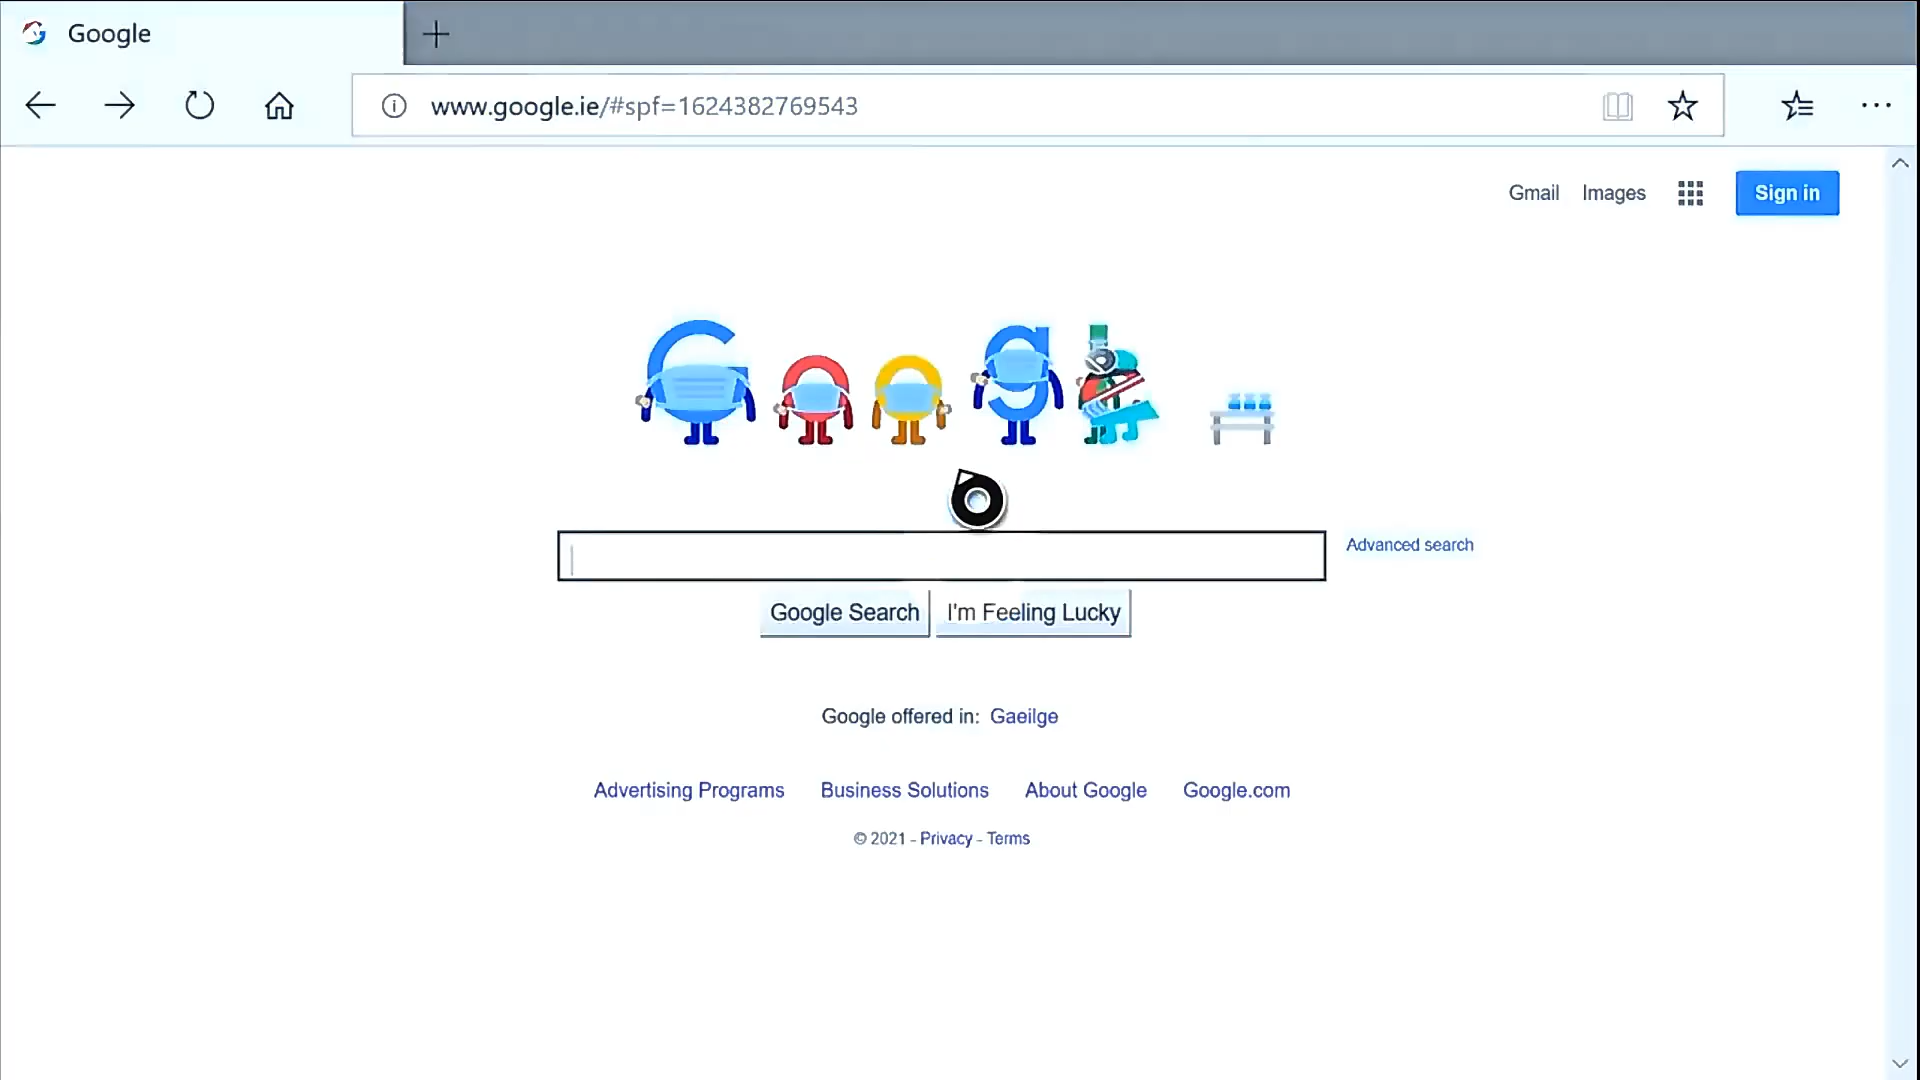 Google
www.google.ie/#spf=1624382769543
Gmail Images Sign in
Google
Advanced search
Google Search I'm Feeling Lucky
Google offered in: Gaeilge
Advertising Programs Business Solutions About Google Google.com
© 2021 - Privacy - Terms